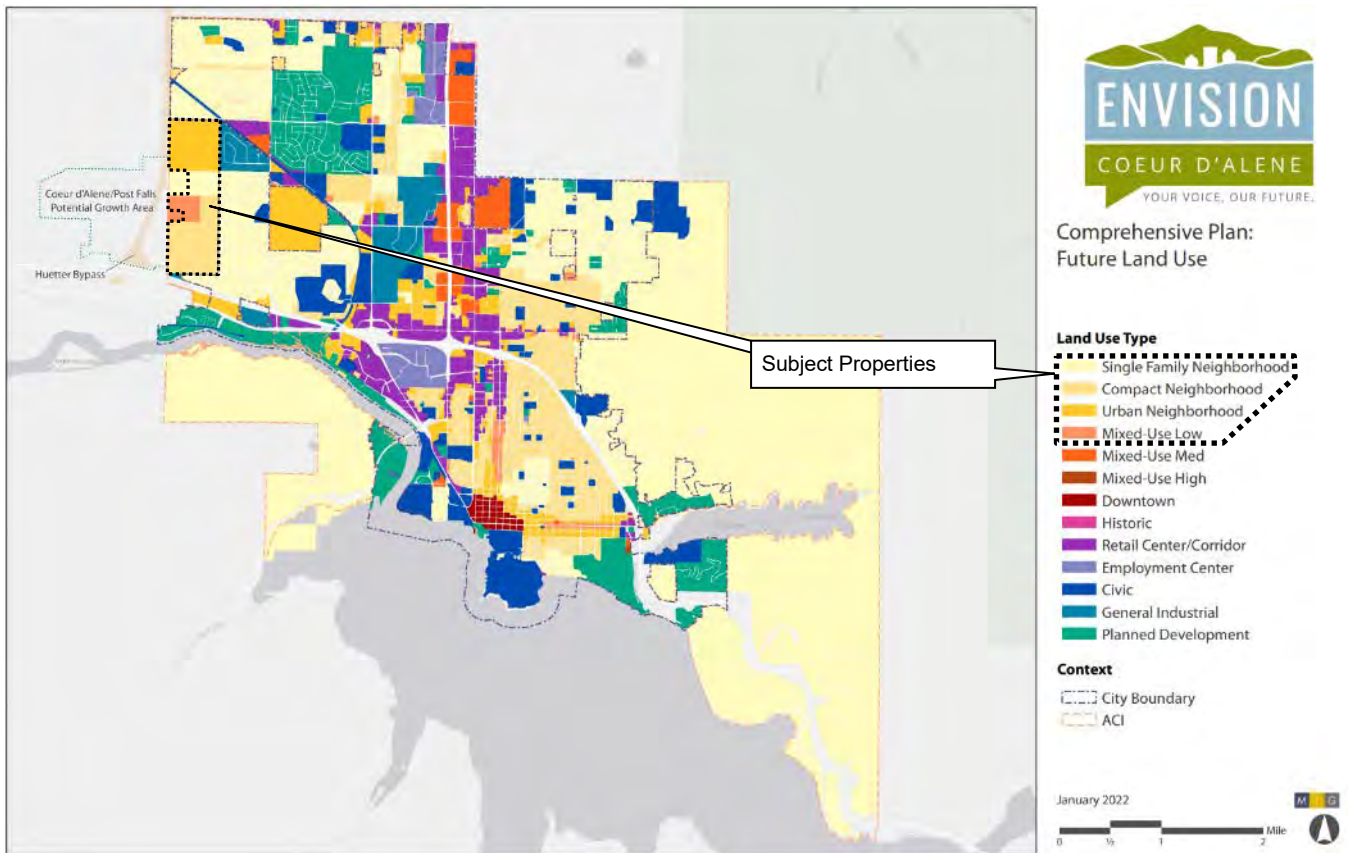 Coeur d'Alene/Post Falls
Potential Growth Area
Huetter Bypass
Subject Properties
ENVISION
COEUR D'ALENE
YOUR VOICE, OUR FUTURE.
Comprehensive Plan:
Future Land Use
Land Use Type
Single Family Neighborhood
Compact Neighborhood
Urban Neighborhood
Mixed-Use Low
Mixed-Use Med
Mixed-Use High
Downtown
Historic
Retail Center/Corridor
Employment Center
Civic
General Industrial
Planned Development
Context
City Boundary
ACI
January 2022
M I G
0 ½ 1 2 Mile